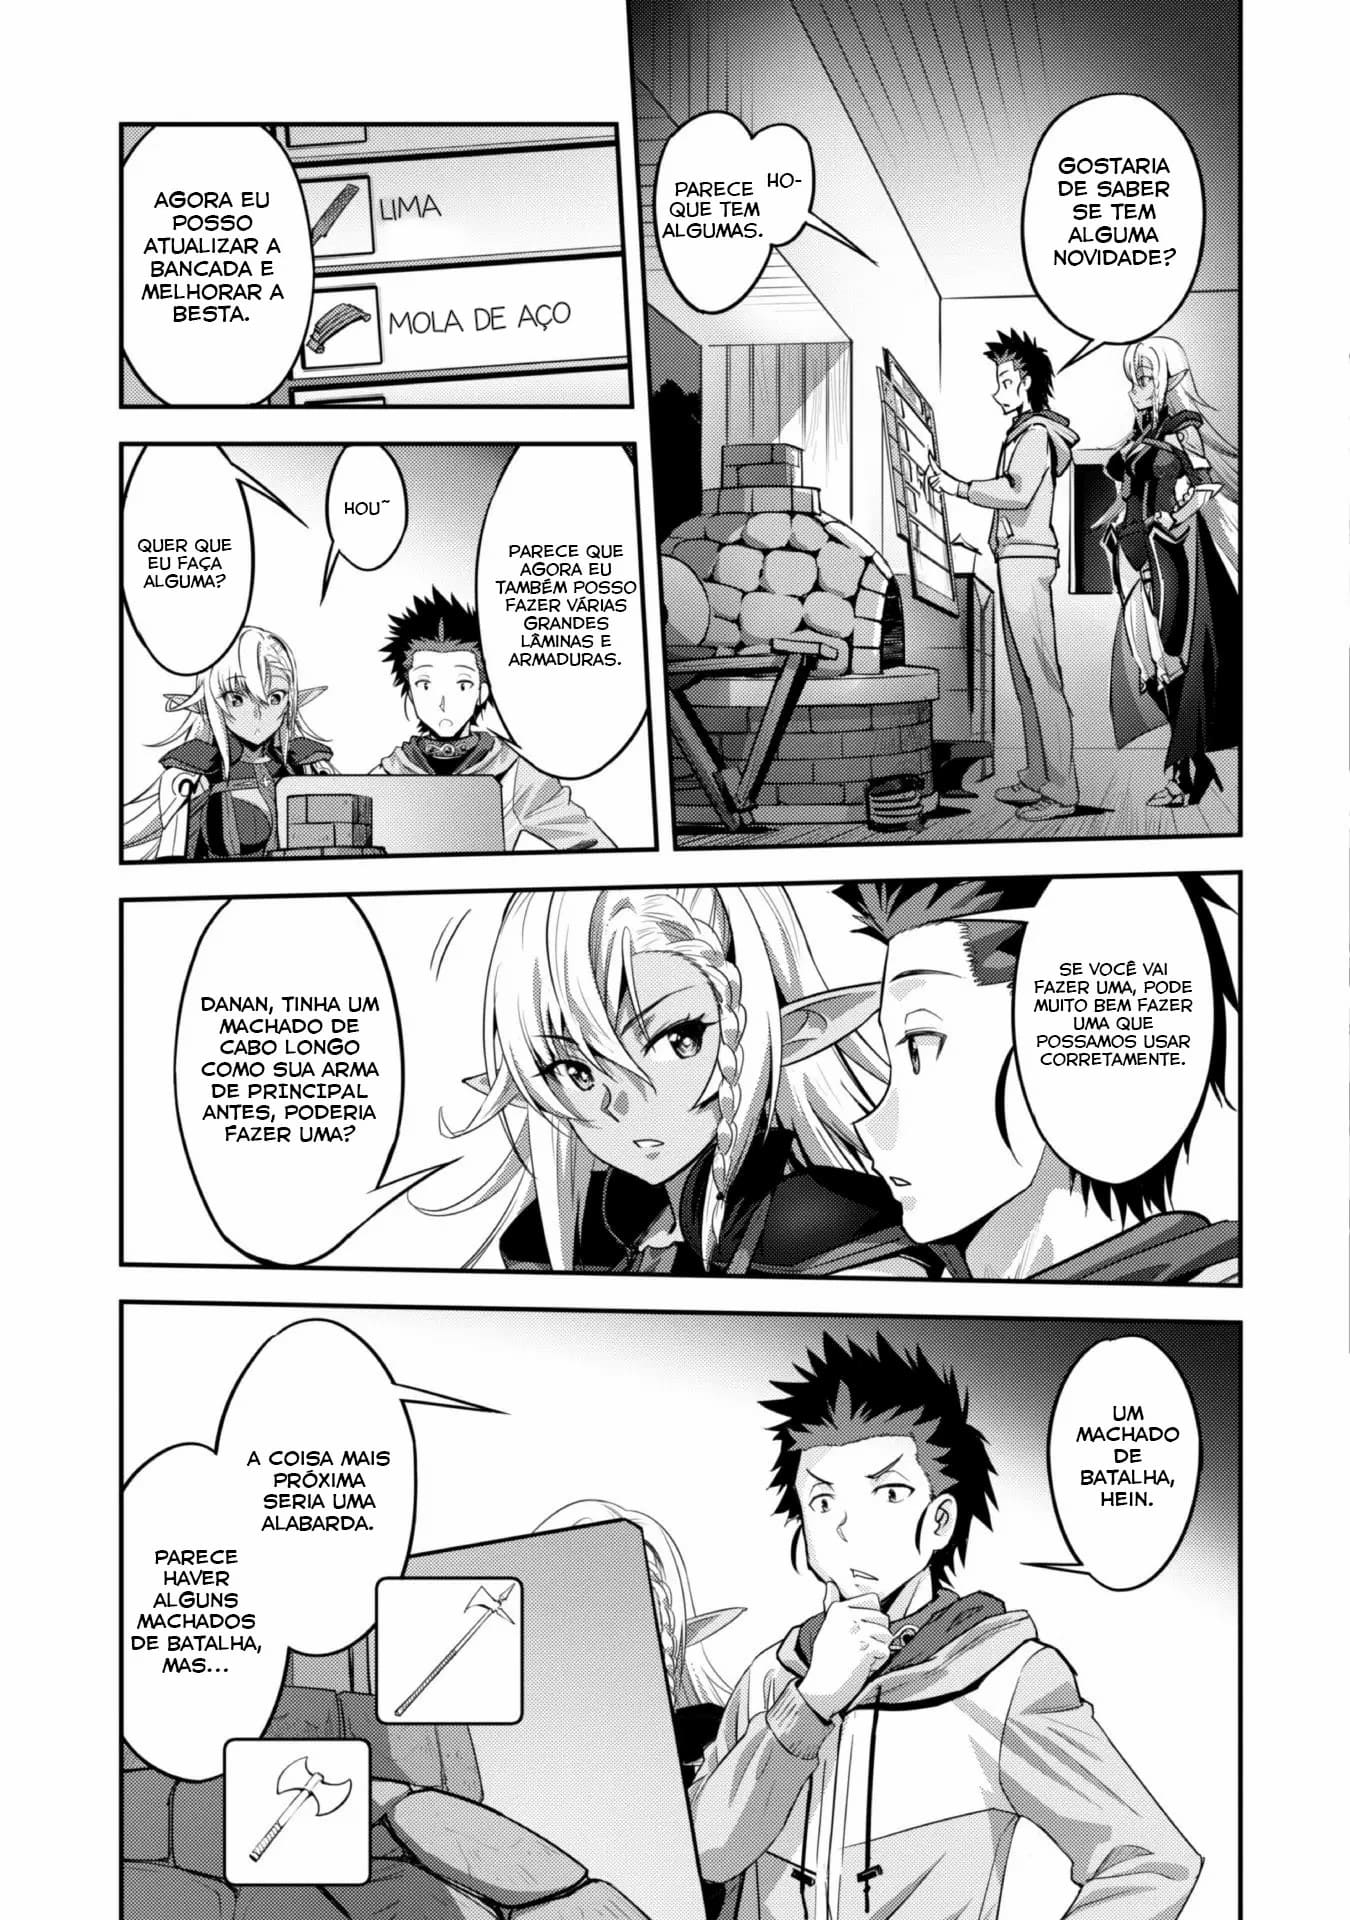 GOSTARIA
DE SABER
SE TEM
ALGUMA
NOVIDADE?
HO-
PARECE
QUE TEM
ALGUMAS.
LIMA
MOLA DE AÇO
AGORA EU
POSSO
ATUALIZAR A
BANCADA E
MELHORAR A
BESTA.
PARECE QUE
AGORA EU
TAMBÉM POSSO
FAZER VÁRIAS
GRANDES
LÂMINAS E
ARMADURAS.
HOU~
QUER QUE
EU FAÇA
ALGUMA?
SE VOCÊ VAI
FAZER UMA, PODE
MUITO BEM FAZER
UMA QUE
POSSAMOS USAR
CORRETAMENTE.
DANAN, TINHA UM
MACHADO DE
CABO LONGO
COMO SUA ARMA
DE PRINCIPAL
ANTES, PODERIA
FAZER UMA?
UM
MACHADO
DE
BATALHA,
HEIN.
A COISA MAIS
PRÓXIMA
SERIA UMA
ALABARDA.
PARECE
HAVER
ALGUNS
MACHADOS
DE BATALHA,
MAS...